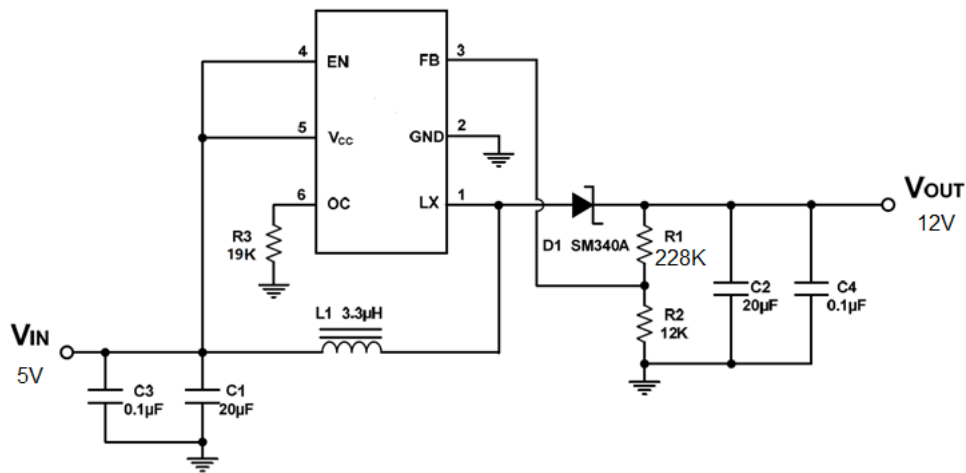 4
EN
FB
3
5
VCC
GND
2
6
OC
LX
1
R3
19K
D1 SM340A
R1
228K
VOUT
12V
C2
20µF
C4
0.1µF
R2
12K
L1 3.3µH
VIN
5V
C3
0.1µF
C1
20µF